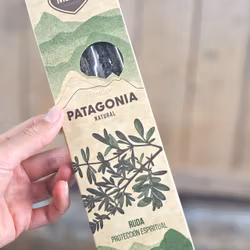 PATAGONIA
NATURAL
RUDA
PROTECCIÓN ESPIRITUAL